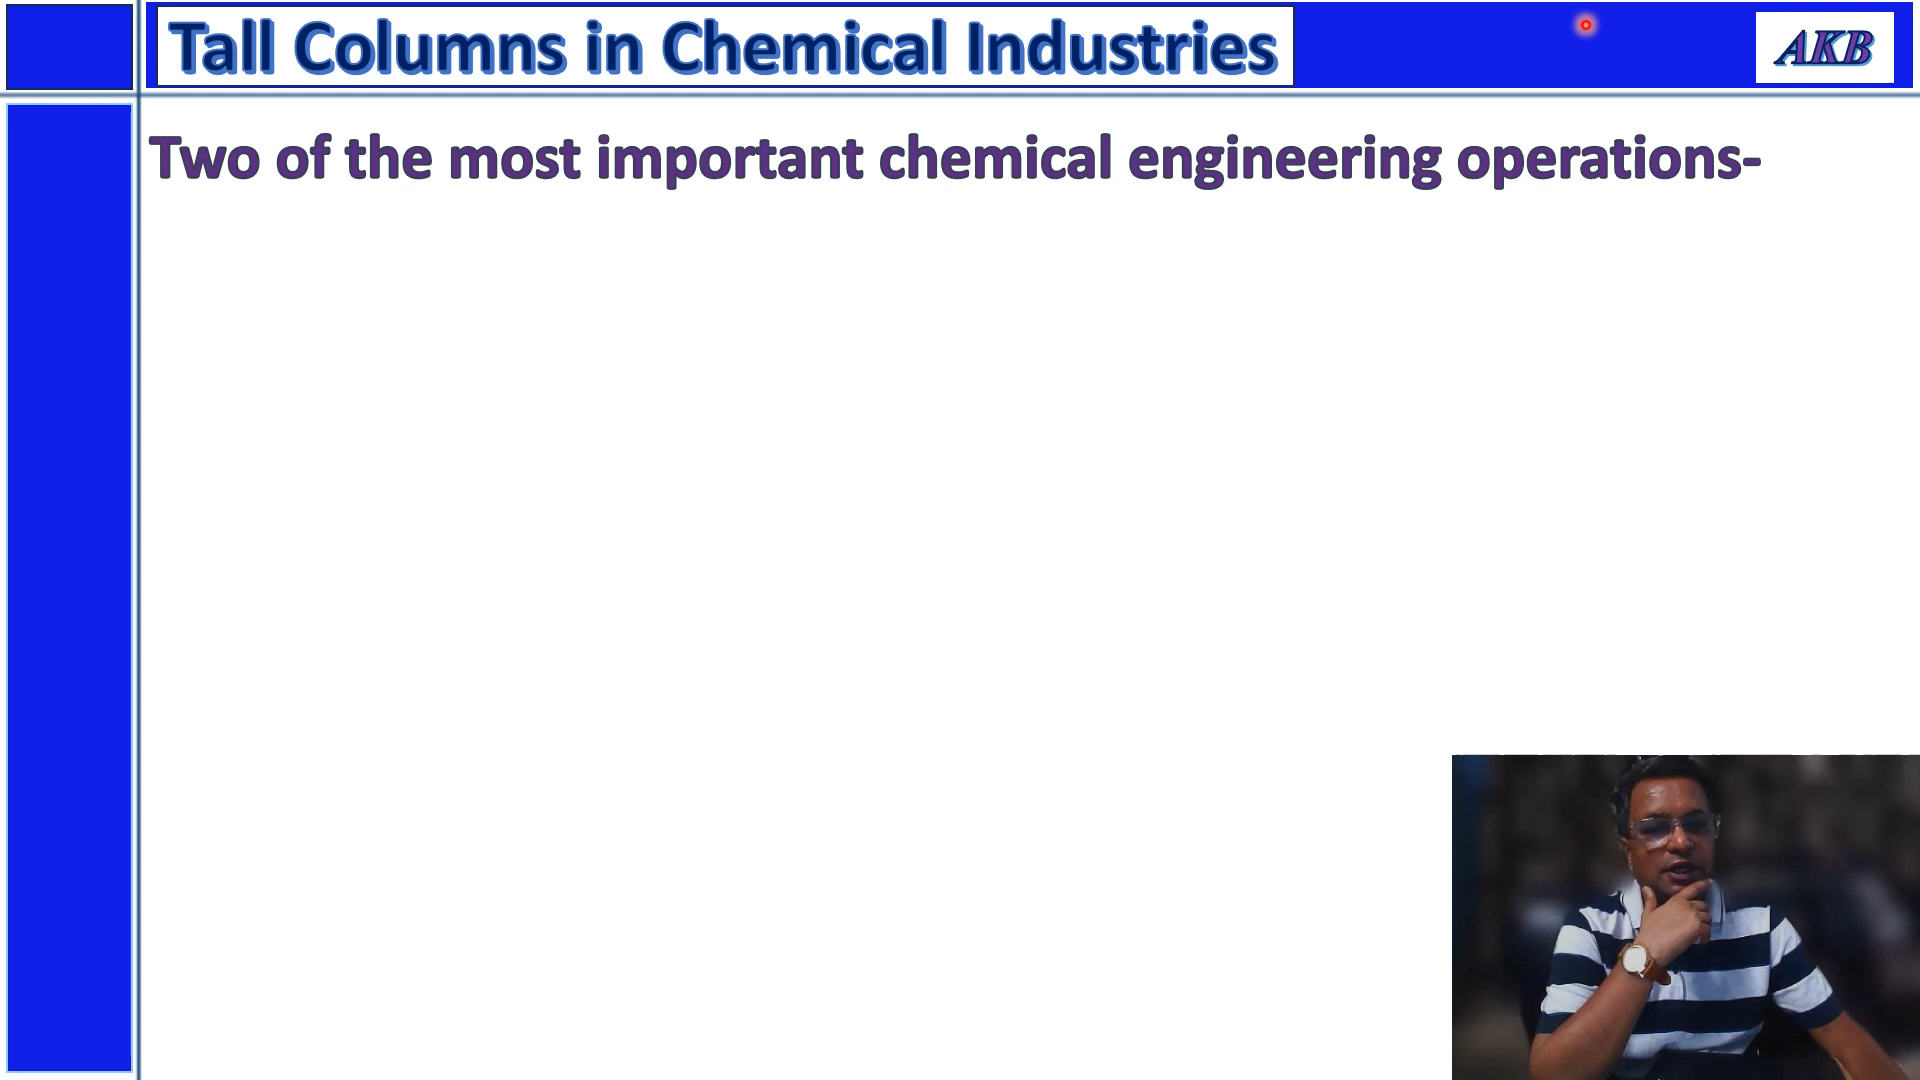 Tall Columns in Chemical Industries
AKB
Two of the most important chemical engineering operations-